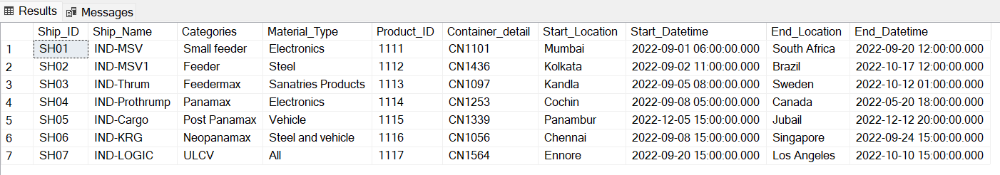 Results Messages
Ship_ID Ship_Name Categories Material_Type Product_ID Container_detail Start_Location Start_Datetime End_Location End_Datetime
1 SH01 IND-MSV Small feeder Electronics 1111 CN1101 Mumbai 2022-09-01 06:00:00.000 South Africa 2022-09-20 12:00:00.000
2 SH02 IND-MSV1 Feeder Steel 1112 CN1436 Kolkata 2022-09-02 11:00:00.000 Brazil 2022-10-17 12:00:00.000
3 SH03 IND-Thrum Feedermax Sanatries Products 1113 CN1097 Kandla 2022-09-05 08:00:00.000 Sweden 2022-10-12 01:00:00.000
4 SH04 IND-Prothrump Panamax Electronics 1114 CN1253 Cochin 2022-09-08 05:00:00.000 Canada 2022-05-20 18:00:00.000
5 SH05 IND-Cargo Post Panamax Vehicle 1115 CN1339 Panambur 2022-12-05 15:00:00.000 Jubail 2022-12-12 20:00:00.000
6 SH06 IND-KRG Neopanamax Steel and vehicle 1116 CN1056 Chennai 2022-09-08 15:00:00.000 Singapore 2022-09-24 15:00:00.000
7 SH07 IND-LOGIC ULCV All 1117 CN1564 Ennore 2022-09-20 15:00:00.000 Los Angeles 2022-10-10 15:00:00.000